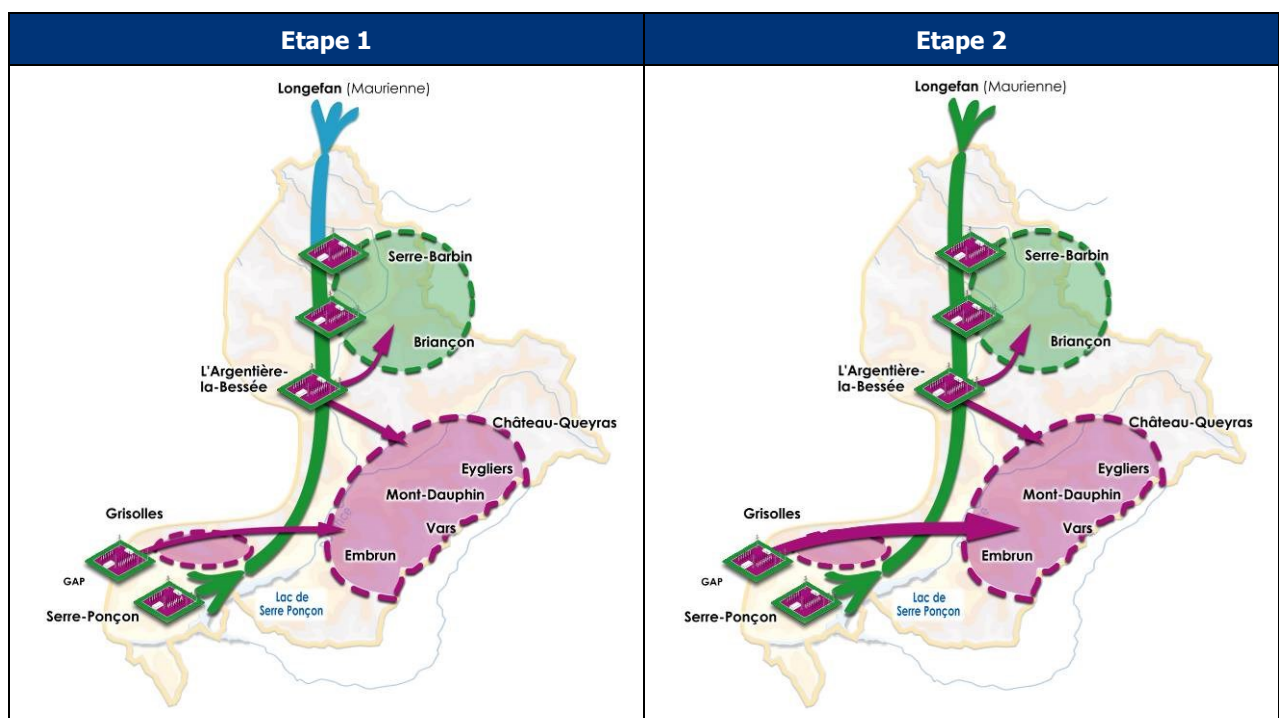 Etape 1
Etape 2
Longefan (Maurienne)
Serre-Barbin
Briançon
L'Argentière-
la-Bessée
Château-Queyras
Eygliers
Mont-Dauphin
Grisolles
Vars
Embrun
GAP
Lac de
Serre Ponçon
Serre-Ponçon
Longefan (Maurienne)
Serre-Barbin
Briançon
L'Argentière-
la-Bessée
Château-Queyras
Eygliers
Mont-Dauphin
Grisolles
Vars
Embrun
GAP
Lac de
Serre Ponçon
Serre-Ponçon